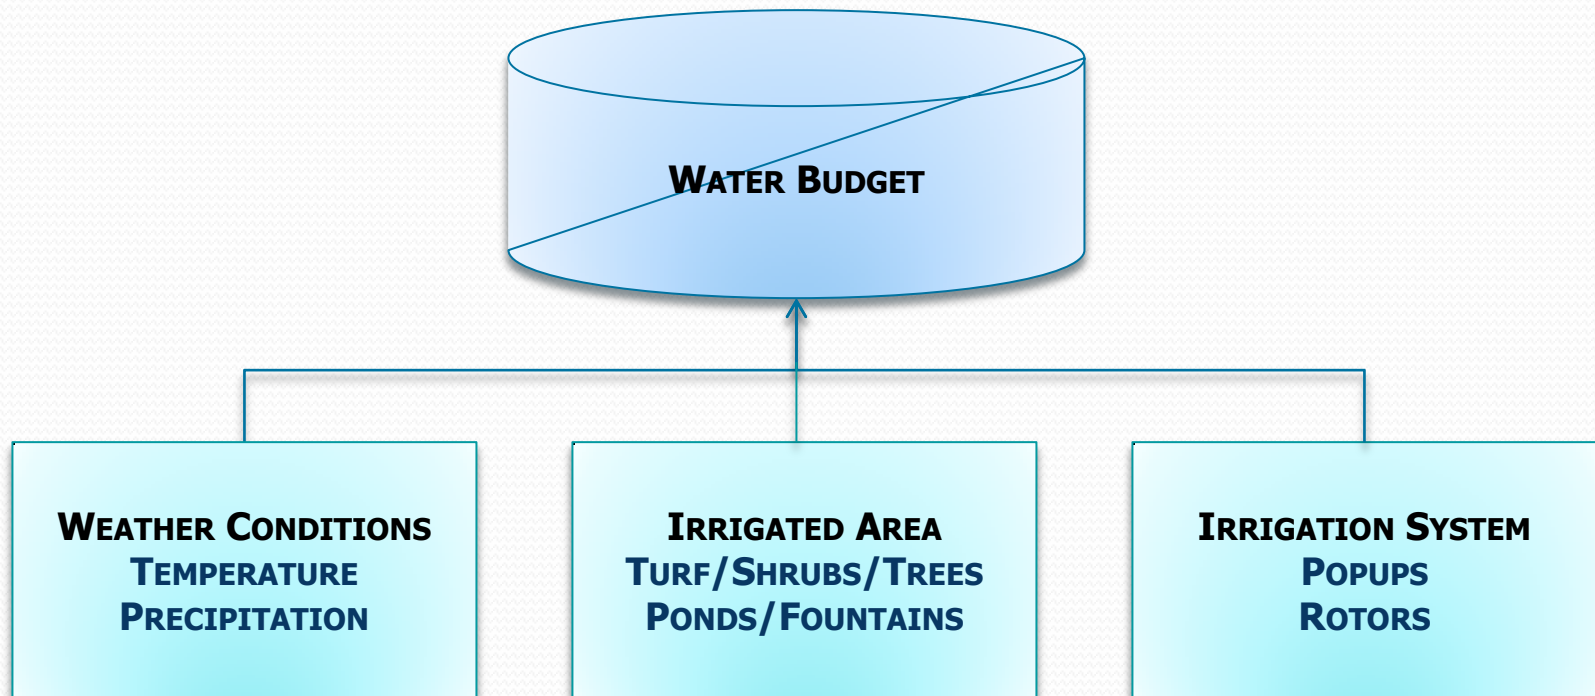 Water Budget
Weather Conditions
Temperature
Precipitation
Irrigated Area
Turf/Shrubs/Trees
Ponds/Fountains
Irrigation System
Popups
Rotors